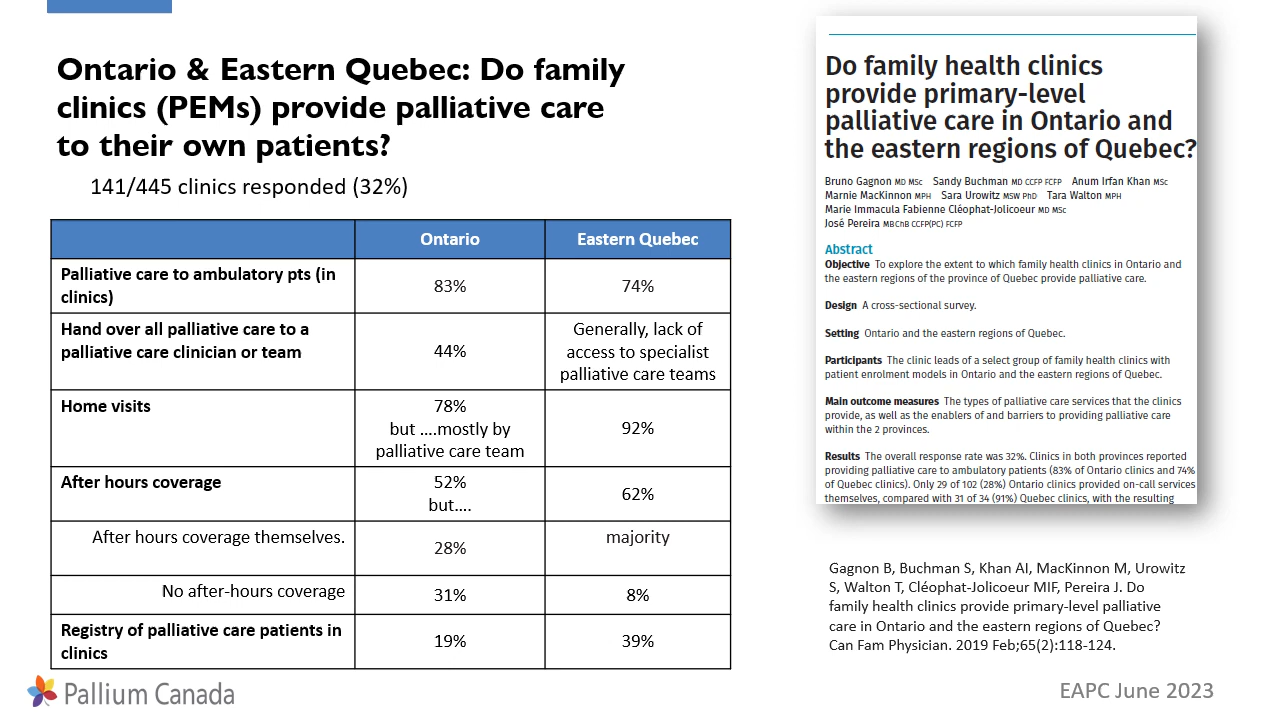 Ontario & Eastern Quebec: Do family
clinics (PEMs) provide palliative care
to their own patients?
141/445 clinics responded (32%)
Ontario
Eastern Quebec
Palliative care to ambulatory pts (in
clinics)
83%
74%
Hand over all palliative care to a
palliative care clinician or team
44%
Generally, lack of
access to specialist
palliative care teams
Home visits
78%
but ....mostly by
palliative care team
92%
After hours coverage
52%
but....
62%
After hours coverage themselves.
28%
majority
No after-hours coverage
31%
8%
Registry of palliative care patients in
clinics
19%
39%
Pallium Canada
Do family health clinics
provide primary-level
palliative care in Ontario and
the eastern regions of Quebec?
Bruno Gagnon MD MSc Sandy Buchman MD CCFP FCFP Anum Irfan Khan MSc
Marnie MacKinnon MPH Sara Urowitz MSW PhD Tara Walton MPH
Marie Immacula Fabienne Cléophat-Jolicoeur MD MSc
José Pereira MBChB CCFP(PC) FCFP
Abstract
Objective To explore the extent to which family health clinics in Ontario and
the eastern regions of the province of Quebec provide palliative care.
Design A cross-sectional survey.
Setting Ontario and the eastern regions of Quebec.
Participants The clinic leads of a select group of family health clinics with
patient enrolment models in Ontario and the eastern regions of Quebec.
Main outcome measures The types of palliative care services that the clinics
provide, as well as the enablers of and barriers to providing palliative care
within the 2 provinces.
Results The overall response rate was 32%. Clinics in both provinces reported
providing palliative care to ambulatory patients (83% of Ontario clinics and 74%
of Quebec clinics). Only 29 of 102 (28%) Ontario clinics provided on-call services
themselves, compared with 31 of 34 (91%) Quebec clinics, with the resulting
Gagnon B, Buchman S, Khan AI, MacKinnon M, Urowitz
S, Walton T, Cléophat-Jolicoeur MIF, Pereira J. Do
family health clinics provide primary-level palliative
care in Ontario and the eastern regions of Quebec?
Can Fam Physician. 2019 Feb;65(2):118-124.
EAPC June 2023